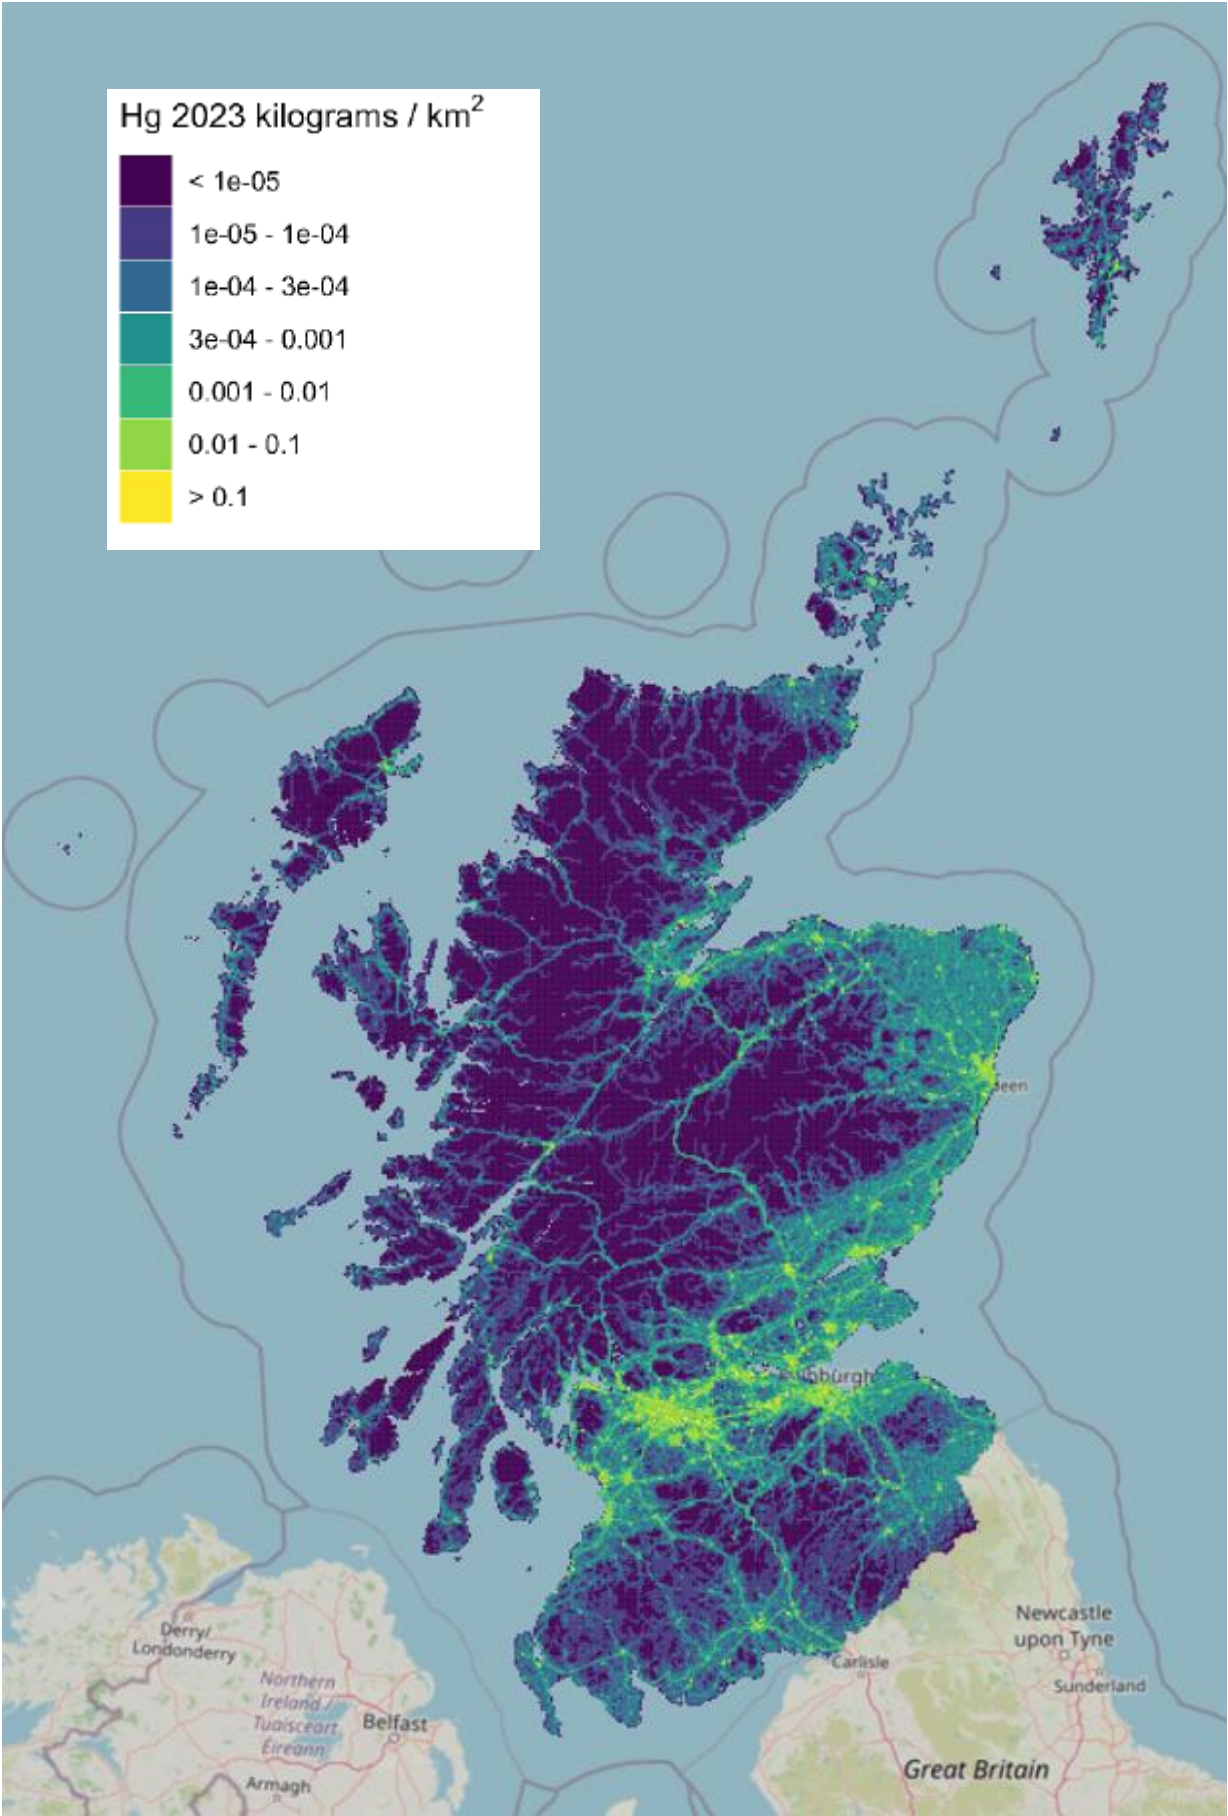 Hg 2023 kilograms / km²
< 1e-05
1e-05 - 1e-04
1e-04 - 3e-04
3e-04 - 0.001
0.001 - 0.01
0.01 - 0.1
> 0.1
Derry/
Londonderry
Northern
Ireland /
Tuaisceart
Éireann
Belfast
Armagh
Newcastle
upon Tyne
Carlisle
Sunderland
Great Britain